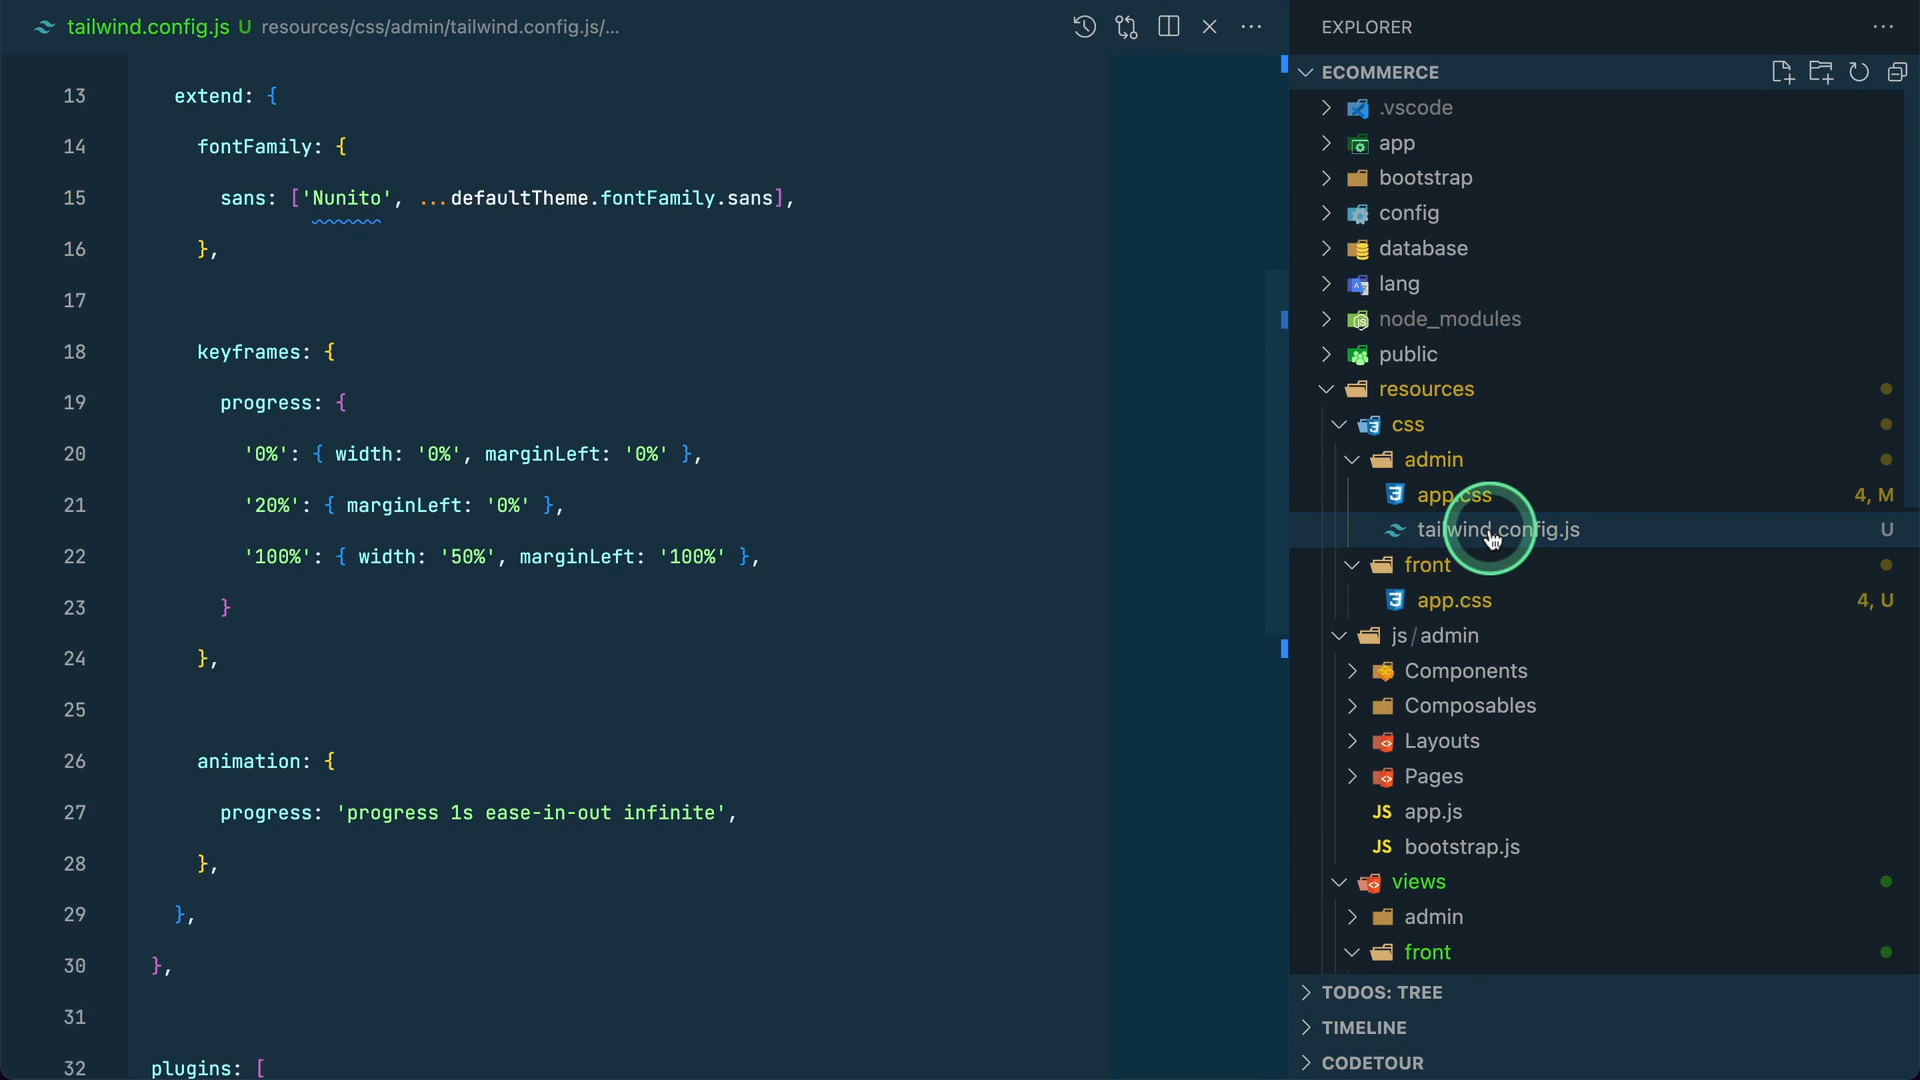 tailwind.config.js U resources/css/admin/tailwind.config.js/...
13 extend: {
14 fontFamily: {
15 sans: ['Nunito', ...defaultTheme.fontFamily.sans],
16 },
17
18 keyframes: {
19 progress: {
20 '0%': { width: '0%', marginLeft: '0%' },
21 '20%': { marginLeft: '0%' },
22 '100%': { width: '50%', marginLeft: '100%' },
23 }
24 },
25
26 animation: {
27 progress: 'progress 1s ease-in-out infinite',
28 },
29 },
30 },
31
32 plugins: [
EXPLORER
ECOMMERCE
.vscode
app
bootstrap
config
database
lang
node_modules
public
resources
css
admin
app.css 4, M
tailwind.config.js U
front
app.css 4, U
js/admin
Components
Composables
Layouts
Pages
JS app.js
JS bootstrap.js
views
admin
front
TODOS: TREE
TIMELINE
CODETOUR